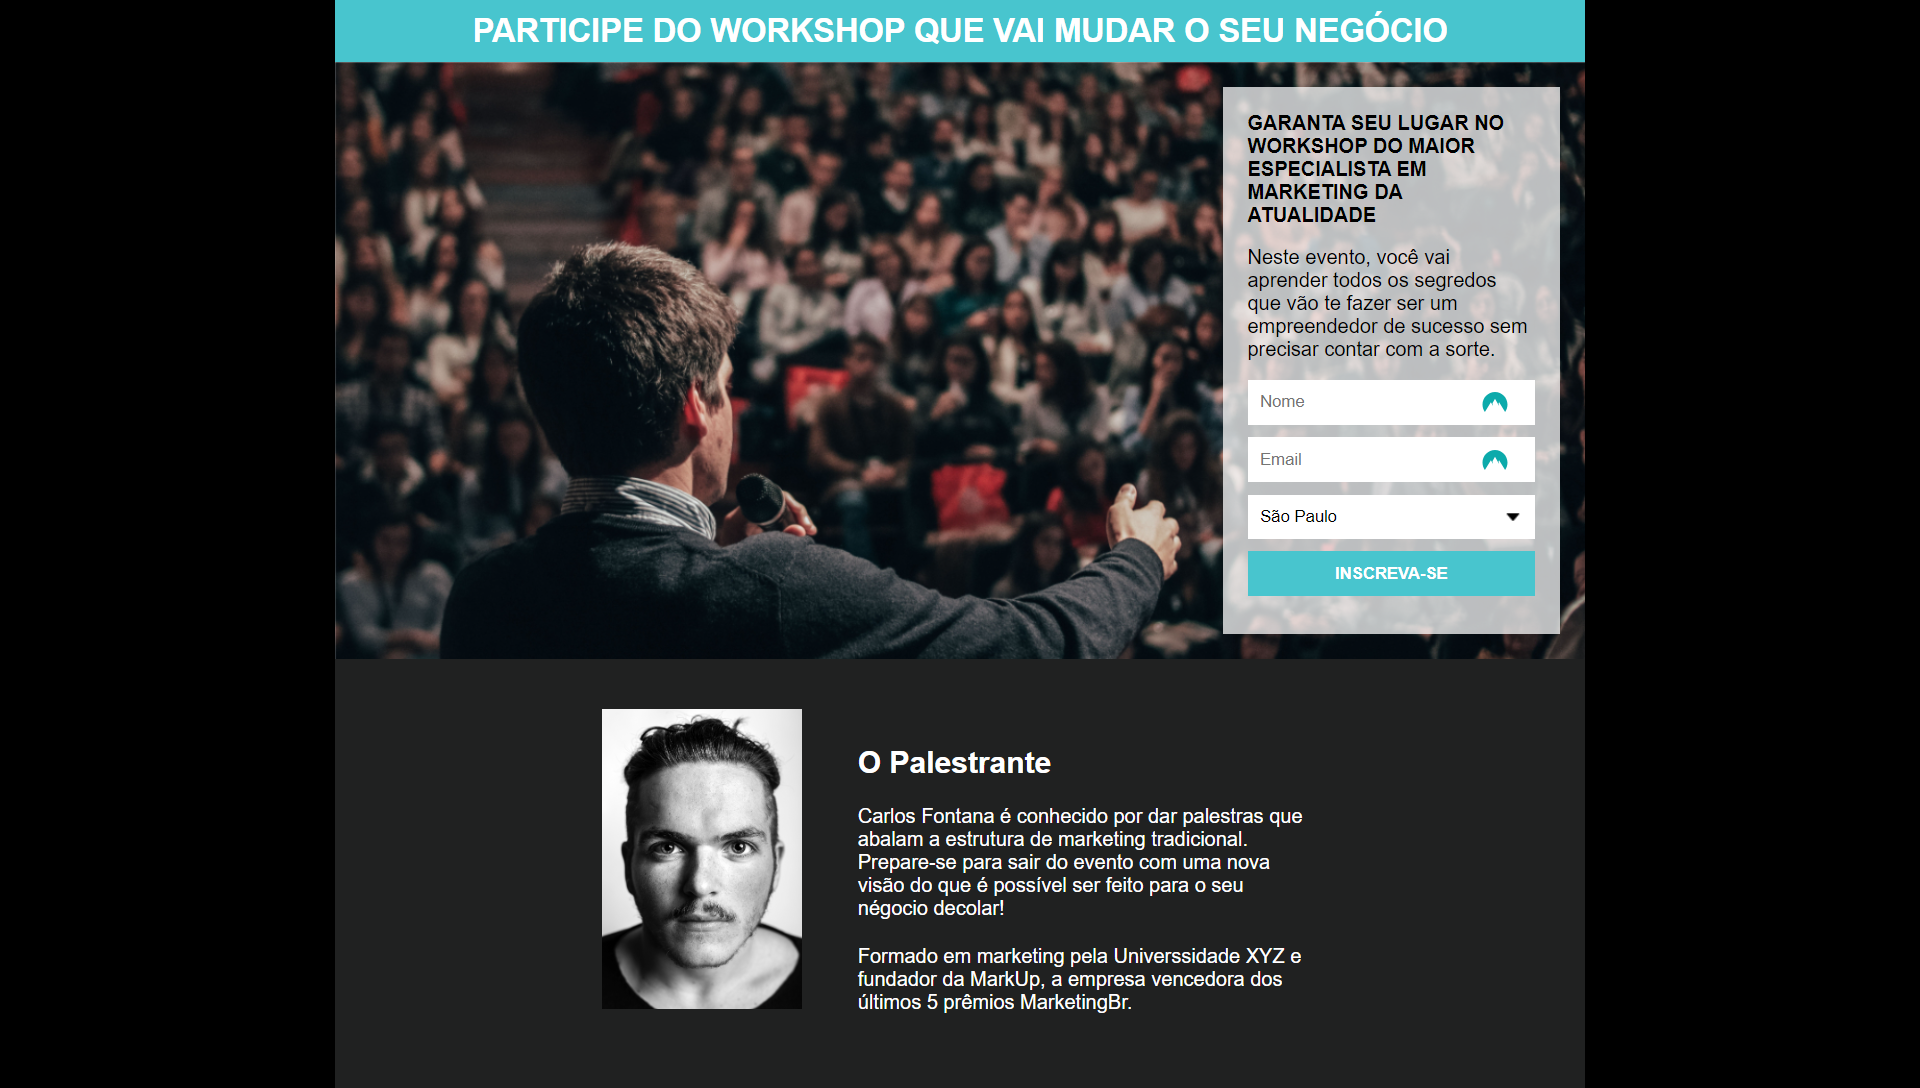 PARTICIPE DO WORKSHOP QUE VAI MUDAR O SEU NEGÓCIO
GARANTA SEU LUGAR NO
WORKSHOP DO MAIOR
ESPECIALISTA EM
MARKETING DA
ATUALIDADE
Neste evento, você vai
aprender todos os segredos
que vão te fazer ser um
empreendedor de sucesso sem
precisar contar com a sorte.
Nome
Email
São Paulo
INSCREVA-SE
O Palestrante
Carlos Fontana é conhecido por dar palestras que
abalam a estrutura de marketing tradicional.
Prepare-se para sair do evento com uma nova
visão do que é possível ser feito para o seu
négocio decolar!
Formado em marketing pela Universsidade XYZ e
fundador da MarkUp, a empresa vencedora dos
últimos 5 prêmios MarketingBr.